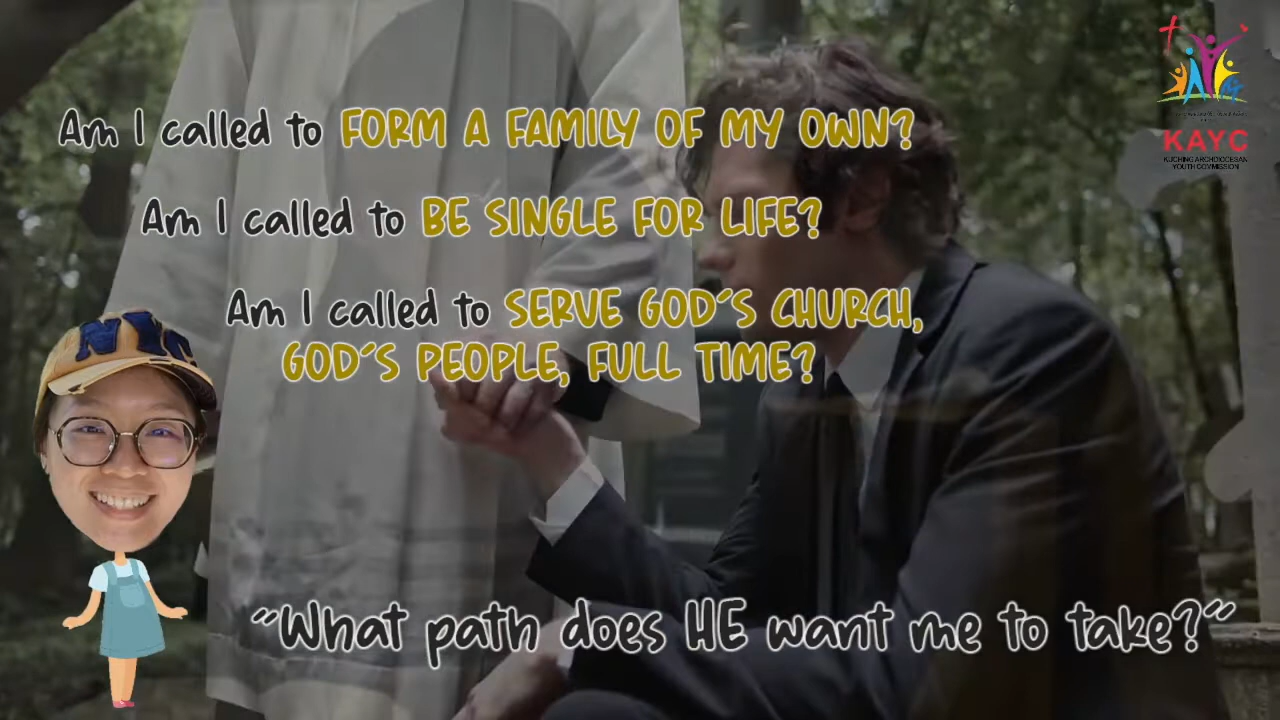 Am I called to FORM A FAMILY OF MY OWN?
Am I called to BE SINGLE FOR LIFE?
Am I called to SERVE GOD'S CHURCH,
GOD'S PEOPLE, FULL TIME?
"What path does HE want me to take?"
KAYC
KUCHING ARCHDIOCESAN
YOUTH COMMISSION